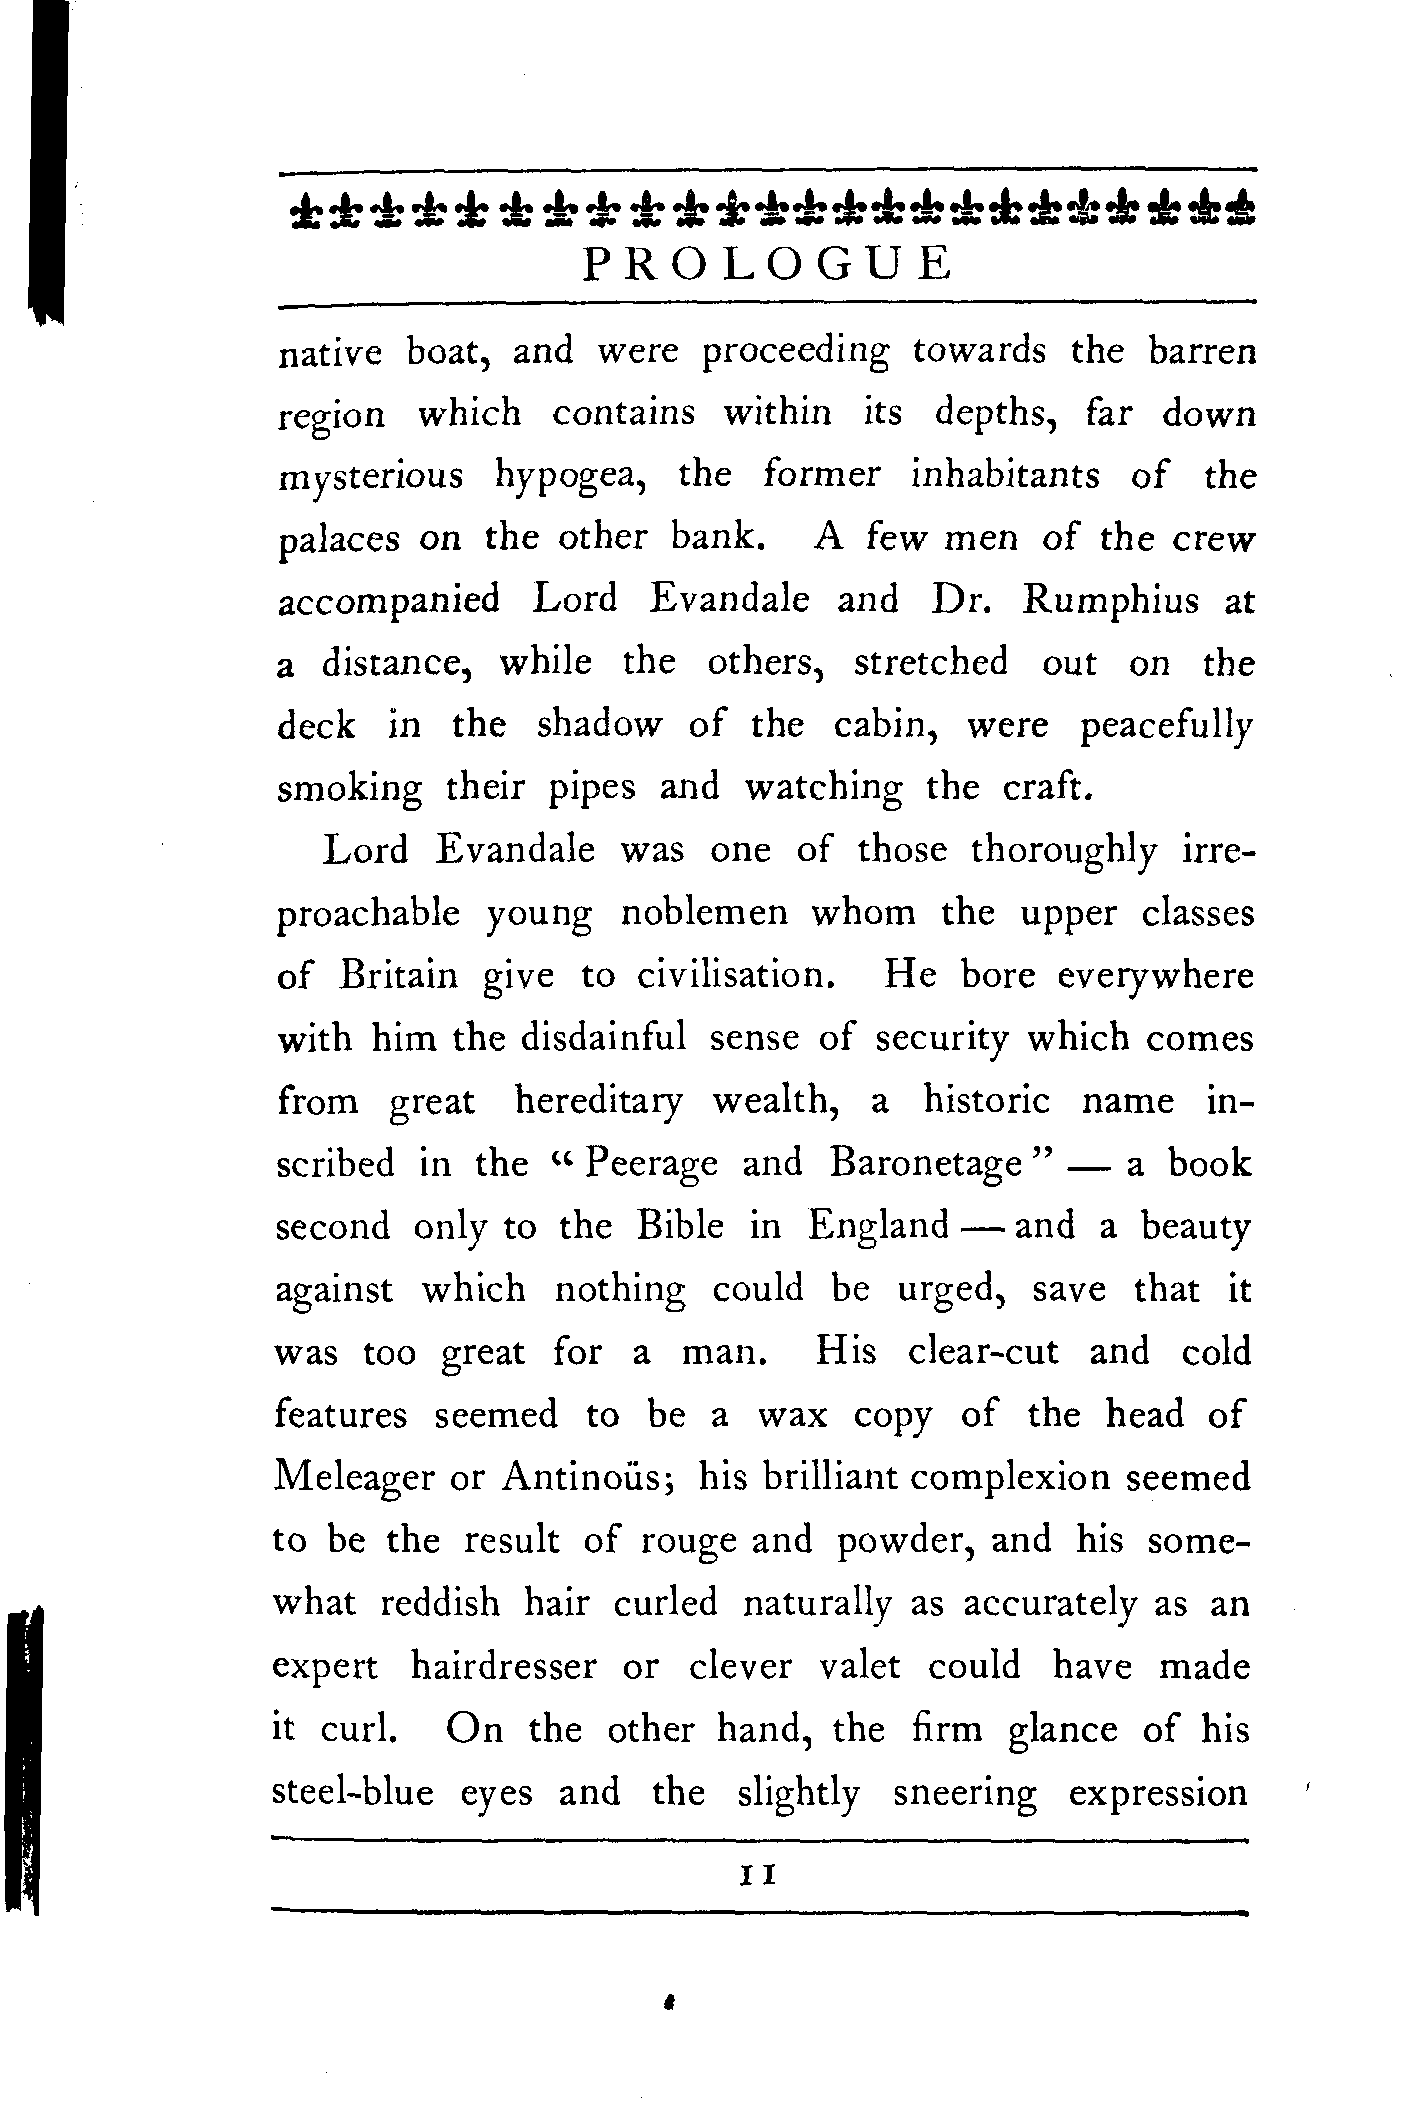 PROLOGUE
native boat, and were proceeding towards the barren
region which contains within its depths, far down
mysterious hypogea, the former inhabitants of the
palaces on the other bank. A few men of the crew
accompanied Lord Evandale and Dr. Rumphius at
a distance, while the others, stretched out on the
deck in the shadow of the cabin, were peacefully
smoking their pipes and watching the craft.
Lord Evandale was one of those thoroughly irre-
proachable young noblemen whom the upper classes
of Britain give to civilisation. He bore everywhere
with him the disdainful sense of security which comes
from great hereditary wealth, a historic name in-
scribed in the “Peerage and Baronetage” — a book
second only to the Bible in England — and a beauty
against which nothing could be urged, save that it
was too great for a man. His clear-cut and cold
features seemed to be a wax copy of the head of
Meleager or Antinoüs; his brilliant complexion seemed
to be the result of rouge and powder, and his some-
what reddish hair curled naturally as accurately as an
expert hairdresser or clever valet could have made
it curl. On the other hand, the firm glance of his
steel-blue eyes and the slightly sneering expression
11